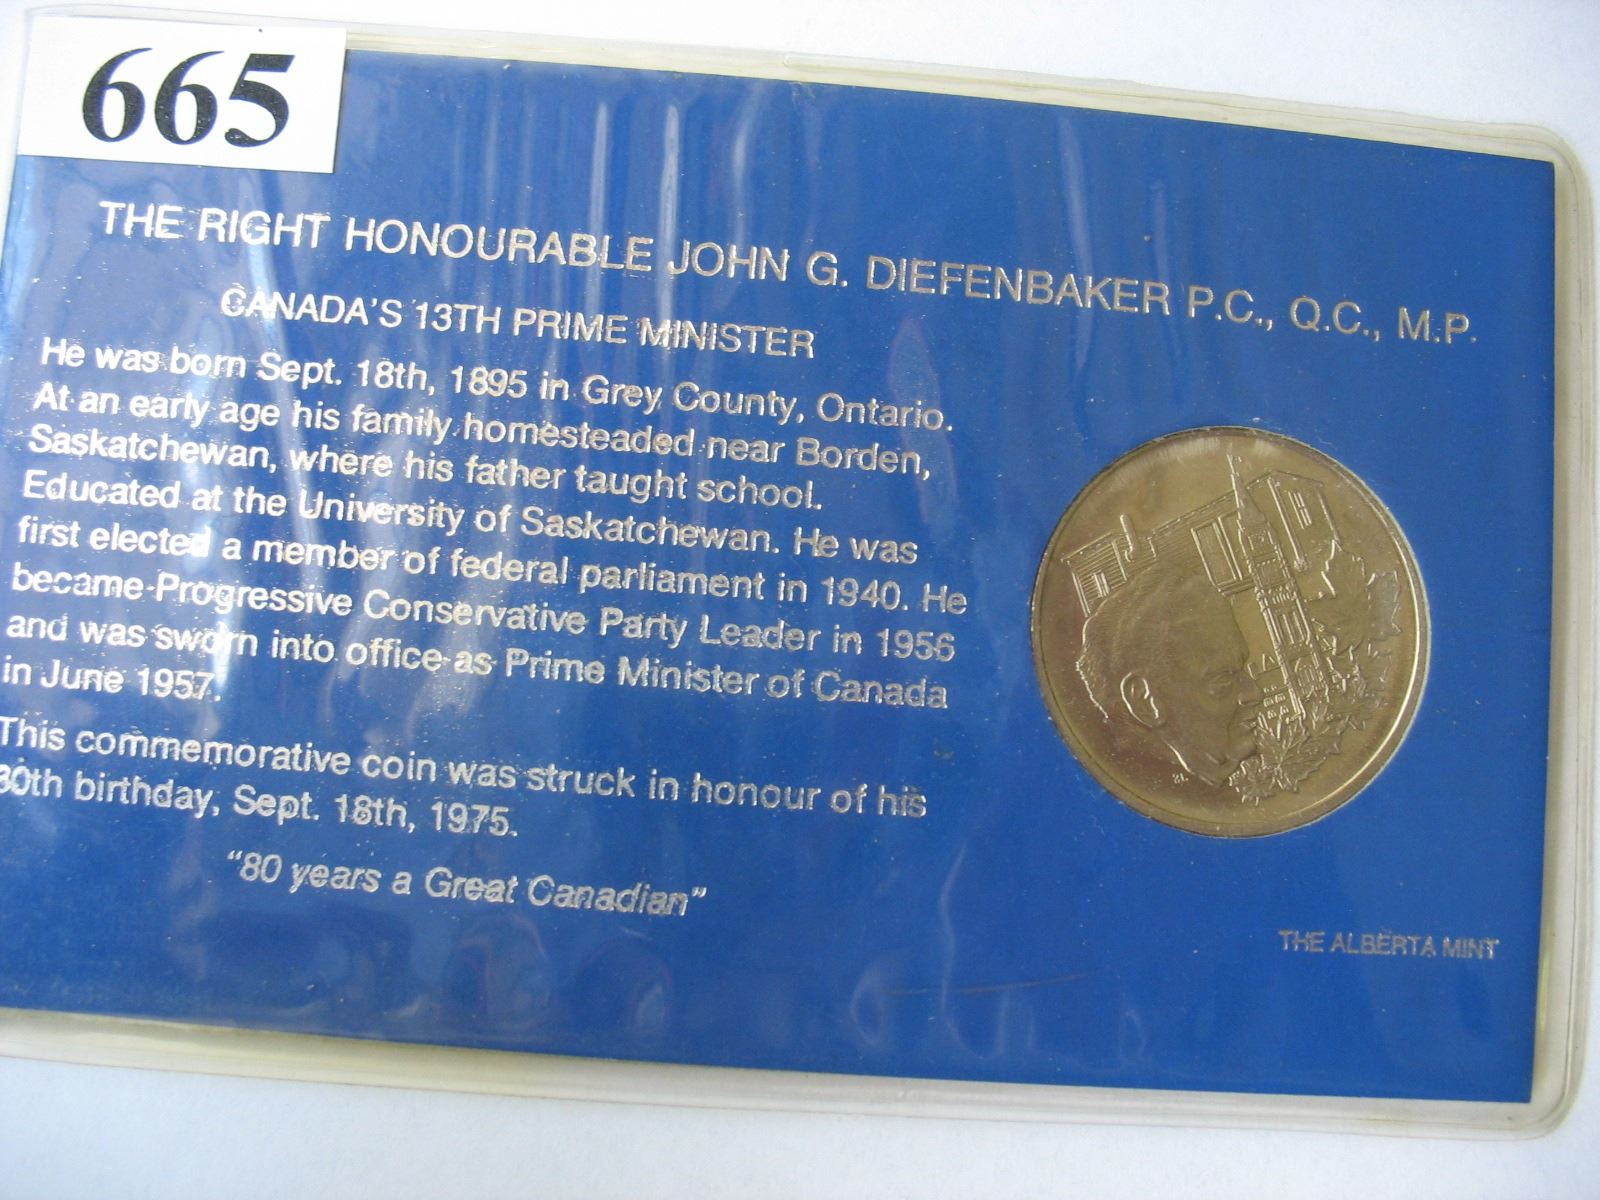 665
THE RIGHT HONOURABLE JOHN G. DIEFENBAKER P.C., Q.C., M.P.
CANADA'S 13TH PRIME MINISTER
He was born Sept. 18th, 1895 in Grey County, Ontario.
At an early age his family homesteaded near Borden,
Saskatchewan, where his father taught school.
Educated at the University of Saskatchewan. He was
first elected a member of federal parliament in 1940. He
became Progressive Conservative Party Leader in 1956
and was sworn into office as Prime Minister of Canada
in June 1957.
This commemorative coin was struck in honour of his
80th birthday, Sept. 18th, 1975.
"80 years a Great Canadian"
THE ALBERTA MINT